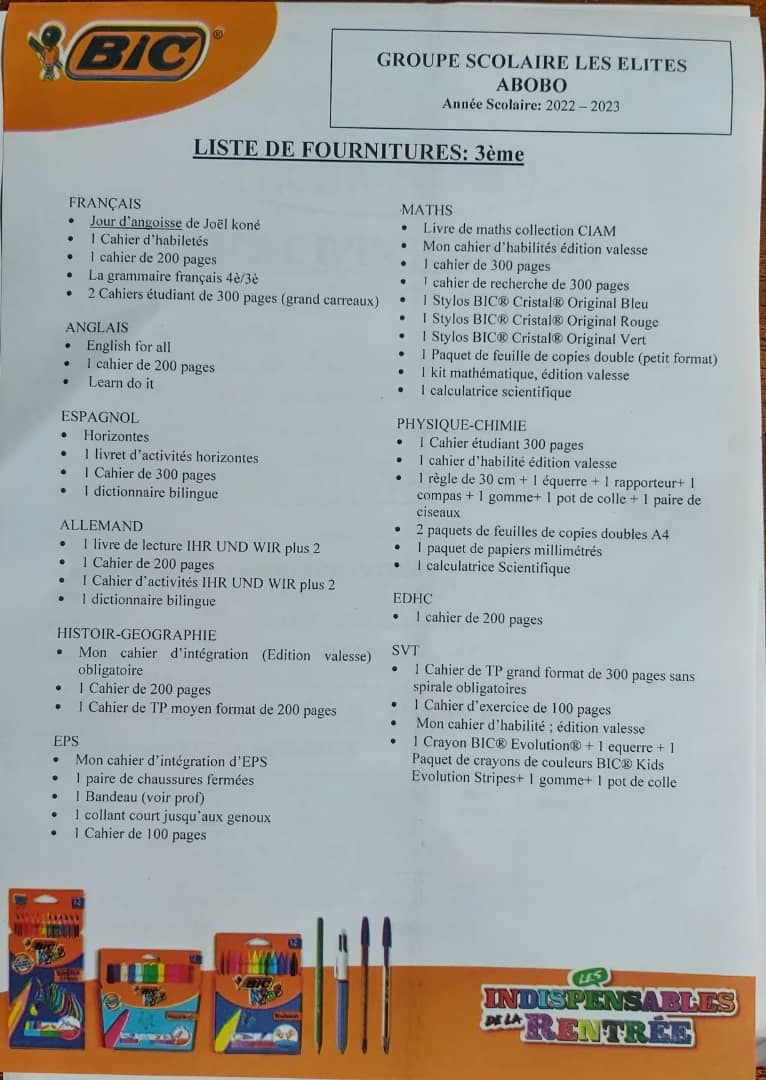 BIC®
GROUPE SCOLAIRE LES ELITES
ABOBO
Année Scolaire: 2022 – 2023
LISTE DE FOURNITURES: 3ème
FRANÇAIS
• Jour d'angoisse de Joël koné
• 1 Cahier d'habiletés
• 1 cahier de 200 pages
• La grammaire français 4è/3è
• 2 Cahiers étudiant de 300 pages (grand carreaux)
ANGLAIS
• English for all
• 1 cahier de 200 pages
• Learn do it
ESPAGNOL
• Horizontes
• 1 livret d'activités horizontes
• 1 Cahier de 300 pages
• 1 dictionnaire bilingue
ALLEMAND
• 1 livre de lecture IHR UND WIR plus 2
• 1 Cahier de 200 pages
• 1 Cahier d'activités IHR UND WIR plus 2
• 1 dictionnaire bilingue
HISTOIR-GEOGRAPHIE
• Mon cahier d'intégration (Edition valesse)
obligatoire
• 1 Cahier de 200 pages
• 1 Cahier de TP moyen format de 200 pages
EPS
• Mon cahier d'intégration d'EPS
• 1 paire de chaussures fermées
• 1 Bandeau (voir prof)
• 1 collant court jusqu'aux genoux
• 1 Cahier de 100 pages
MATHS
• Livre de maths collection CIAM
• Mon cahier d'habilités édition valesse
• 1 cahier de 300 pages
• 1 cahier de recherche de 300 pages
• 1 Stylos BIC® Cristal® Original Bleu
• 1 Stylos BIC® Cristal® Original Rouge
• 1 Stylos BIC® Cristal® Original Vert
• 1 Paquet de feuille de copies double (petit format)
• 1 kit mathématique, édition valesse
• 1 calculatrice scientifique
PHYSIQUE-CHIMIE
• 1 Cahier étudiant 300 pages
• 1 cahier d'habilité édition valesse
• 1 règle de 30 cm + 1 équerre + 1 rapporteur+ 1
compas + 1 gomme+ 1 pot de colle + 1 paire de
ciseaux
• 2 paquets de feuilles de copies doubles A4
• 1 paquet de papiers millimétrés
• 1 calculatrice Scientifique
EDHC
• 1 cahier de 200 pages
SVT
• 1 Cahier de TP grand format de 300 pages sans
spirale obligatoires
• 1 Cahier d'exercice de 100 pages
• Mon cahier d'habilité ; édition valesse
• 1 Crayon BIC® Evolution® + 1 equerre + 1
Paquet de crayons de couleurs BIC® Kids
Evolution Stripes+ 1 gomme+ 1 pot de colle
BIC
KIDS
BIC
KIDS
BIC
KIDS
LES
INDISPENSABLES
DE LA RENTRÉE